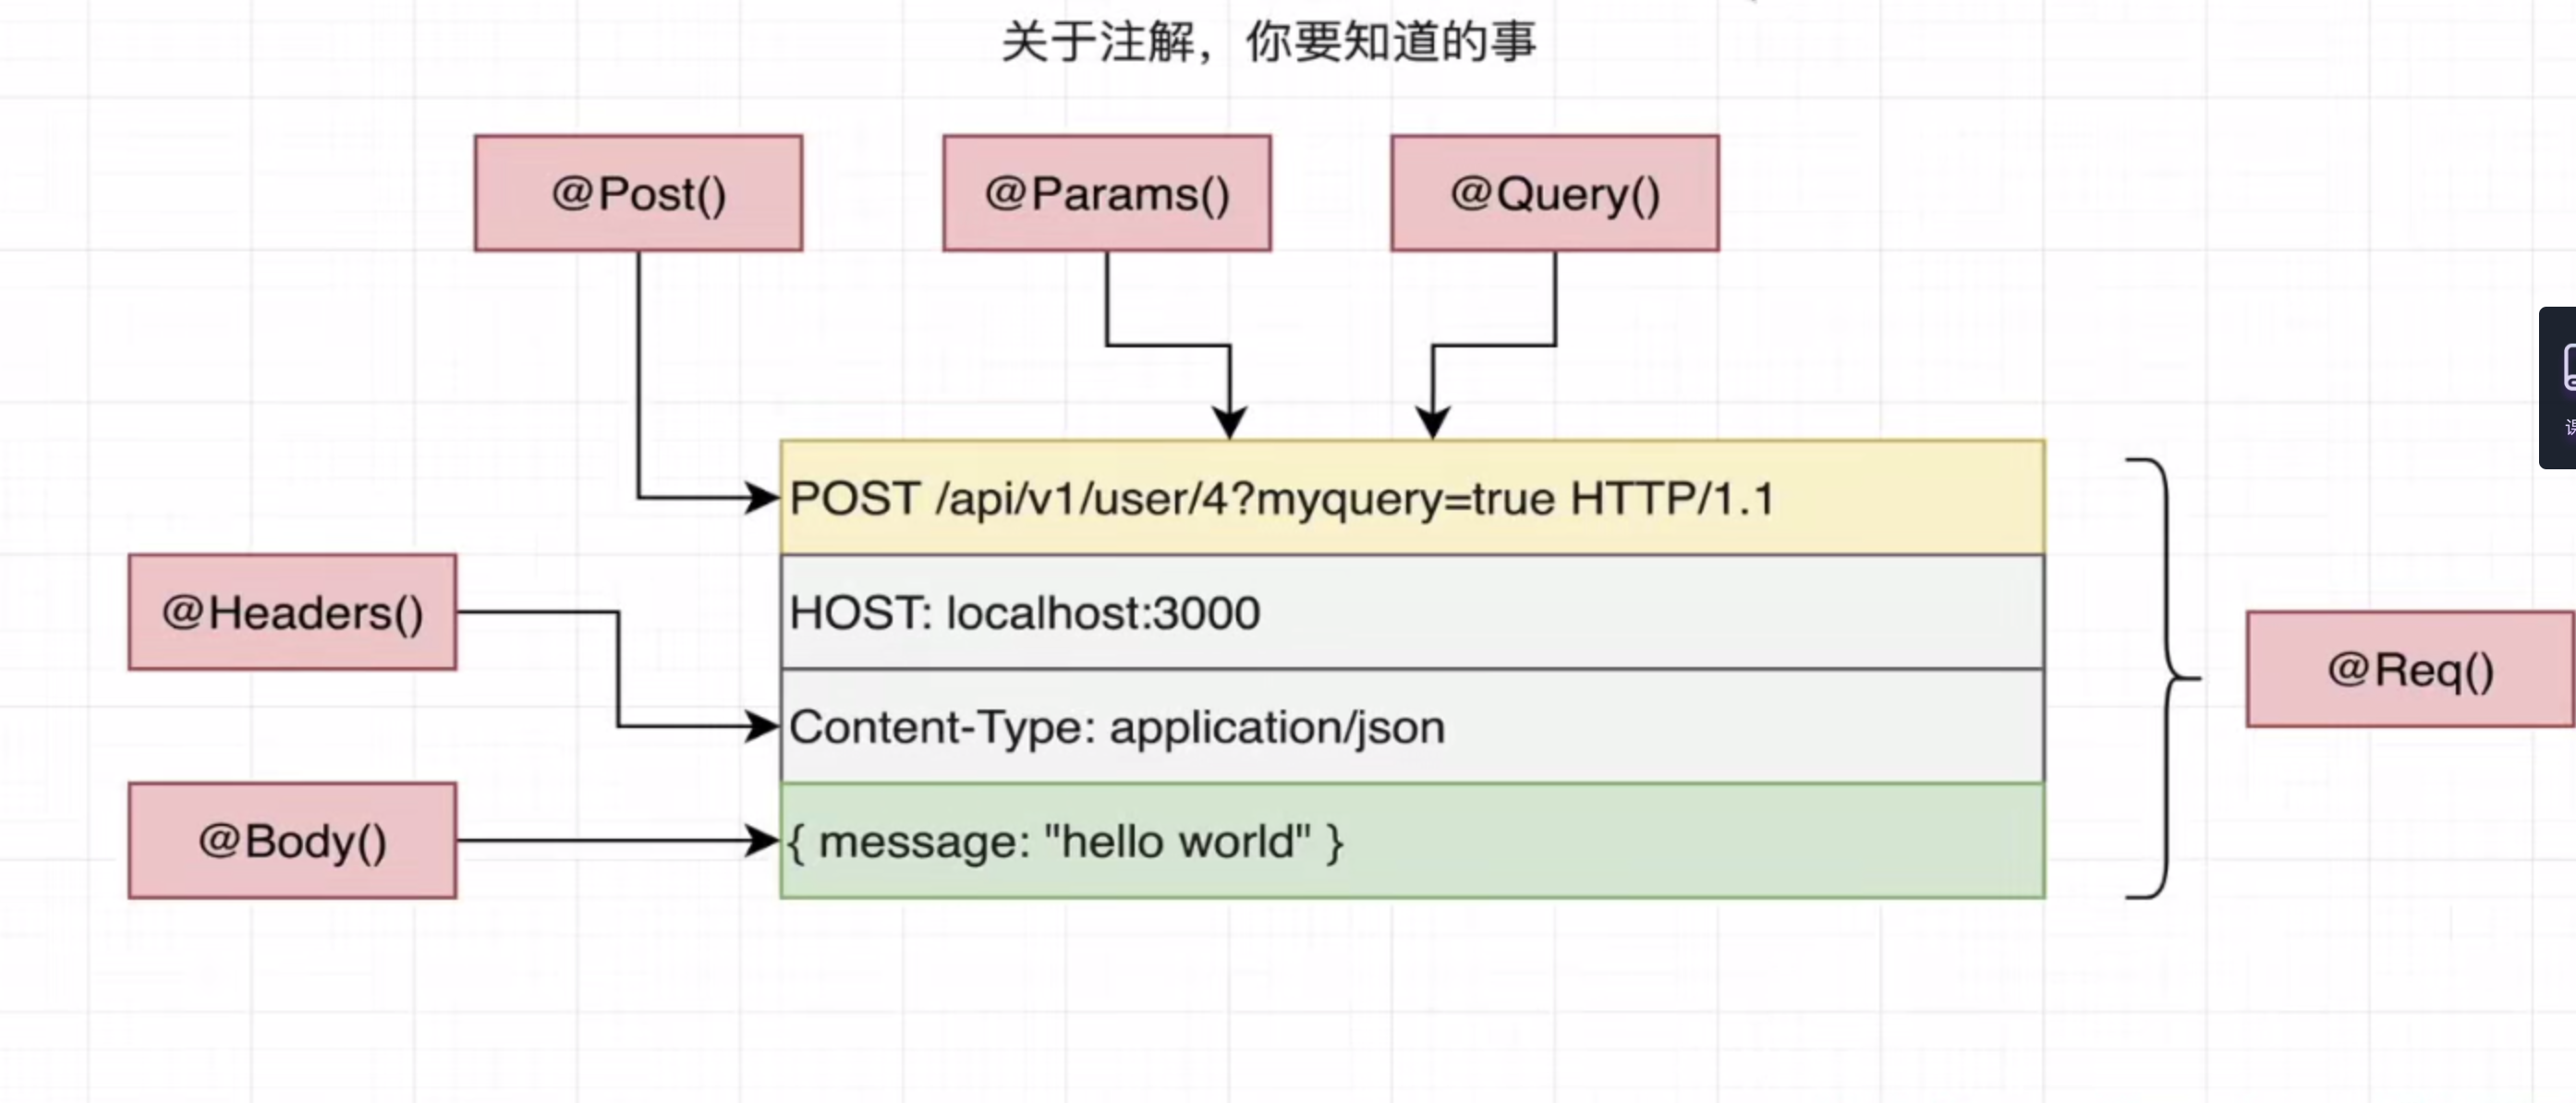 关于注解，你要知道的事
@Post()
@Params()
@Query()
POST /api/v1/user/4?myquery=true HTTP/1.1
@Headers()
HOST: localhost:3000
@Req()
Content-Type: application/json
@Body()
{ message: "hello world" }